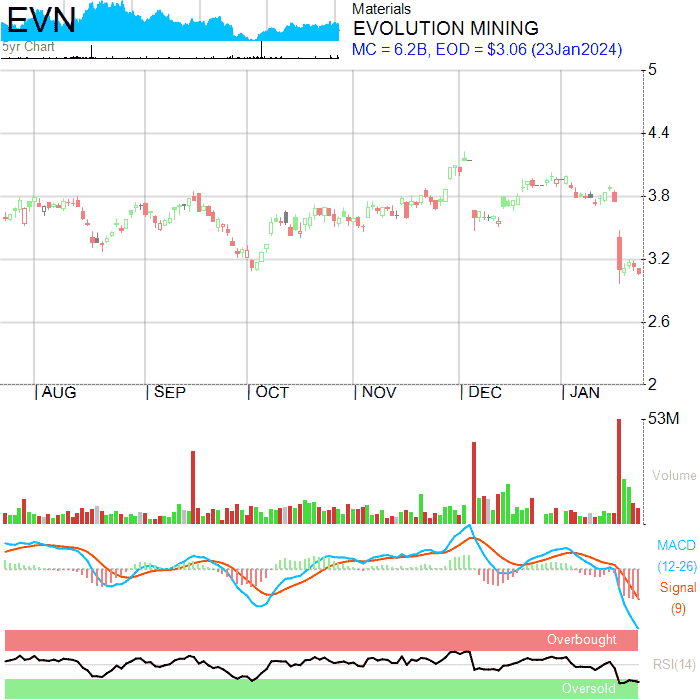 EVN
5yr Chart
Materials
EVOLUTION MINING
MC = 6.2B, EOD = $3.06 (23Jan2024)
5
4.4
3.8
3.2
2.6
2
AUG SEP OCT NOV DEC JAN
53M
Volume
MACD
(12-26)
Signal
(9)
Overbought
RSI(14)
Oversold